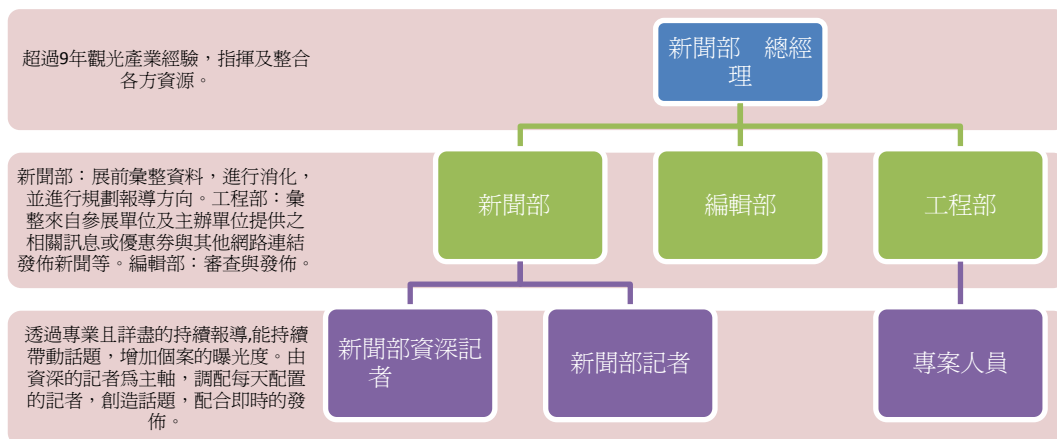 超過9年觀光產業經驗，指揮及整合
各方資源。
新聞部　總經
理
新聞部：展前彙整資料，進行消化，
並進行規劃報導方向。工程部：彙
整來自參展單位及主辦單位提供之
相關訊息或優惠券與其他網路連結
發佈新聞等。編輯部：審查與發佈。
新聞部
編輯部
工程部
透過專業且詳盡的持續報導,能持續
帶動話題，增加個案的曝光度。由
資深的記者為主軸，調配每天配置
的記者，創造話題，配合即時的發
佈。
新聞部資深記
者
新聞部記者
專案人員